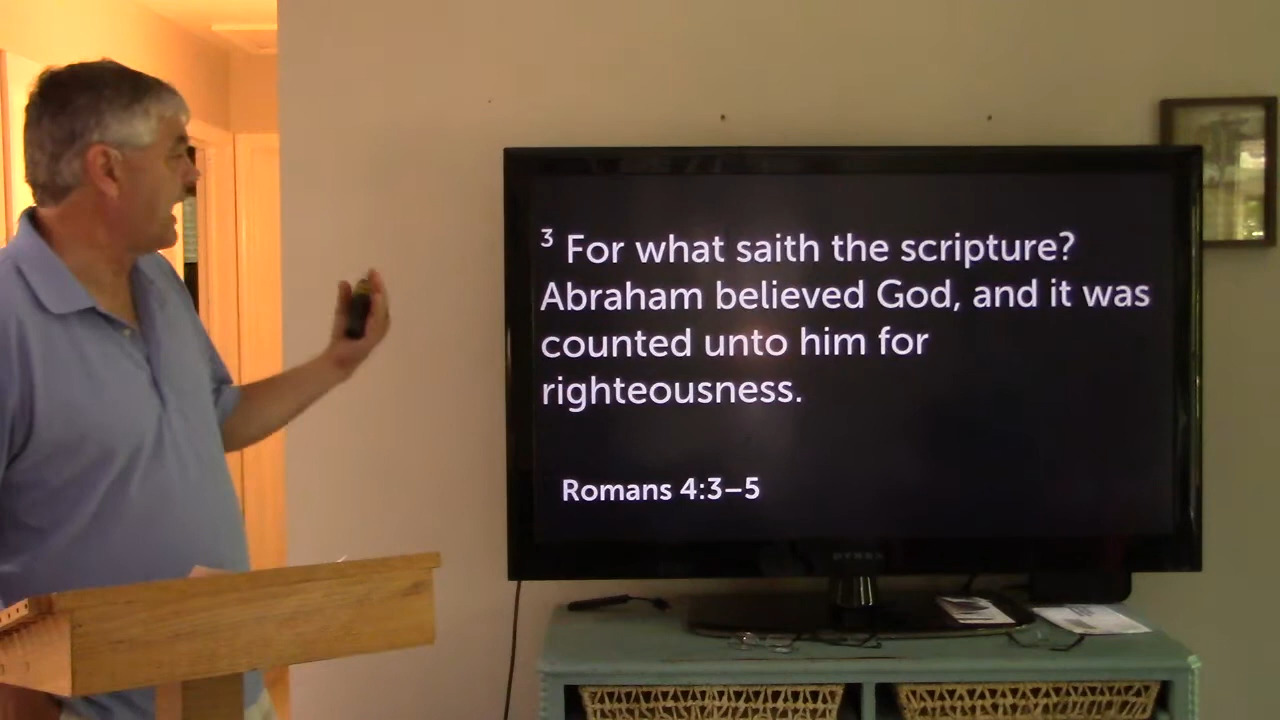 3 For what saith the scripture?
Abraham believed God, and it was
counted unto him for
righteousness.
Romans 4:3–5
DYNEX